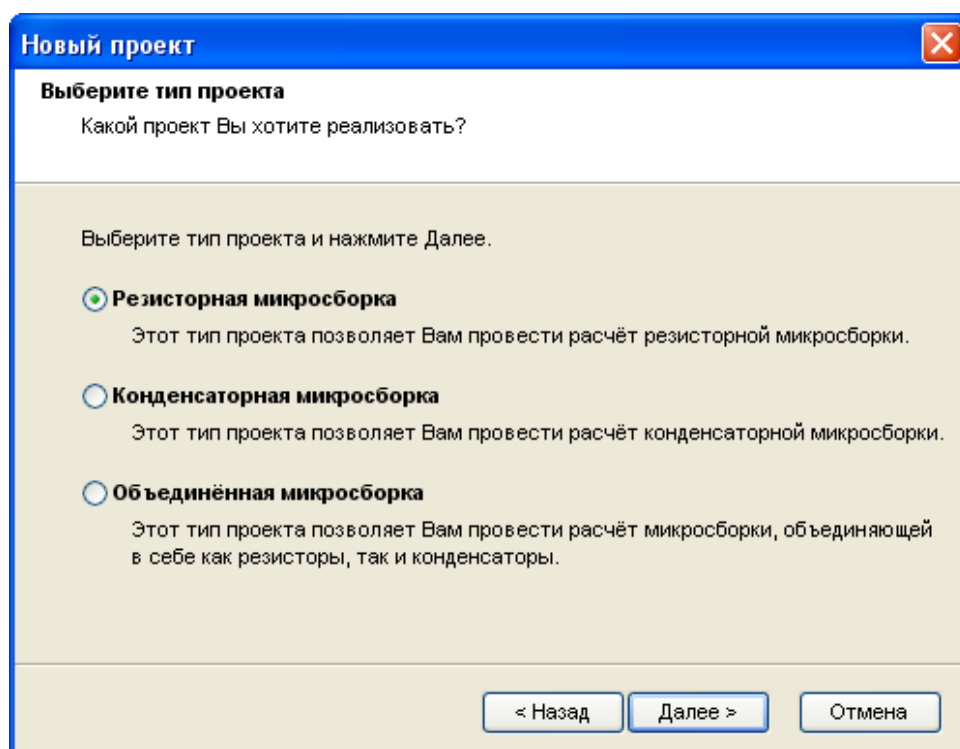 Новый проект
Выберите тип проекта
Какой проект Вы хотите реализовать?
Выберите тип проекта и нажмите Далее.
Резисторная микросборка
Этот тип проекта позволяет Вам провести расчёт резисторной микросборки.
Конденсаторная микросборка
Этот тип проекта позволяет Вам провести расчёт конденсаторной микросборки.
Объединённая микросборка
Этот тип проекта позволяет Вам провести расчёт микросборки, объединяющей
в себе как резисторы, так и конденсаторы.
< Назад Далее > Отмена